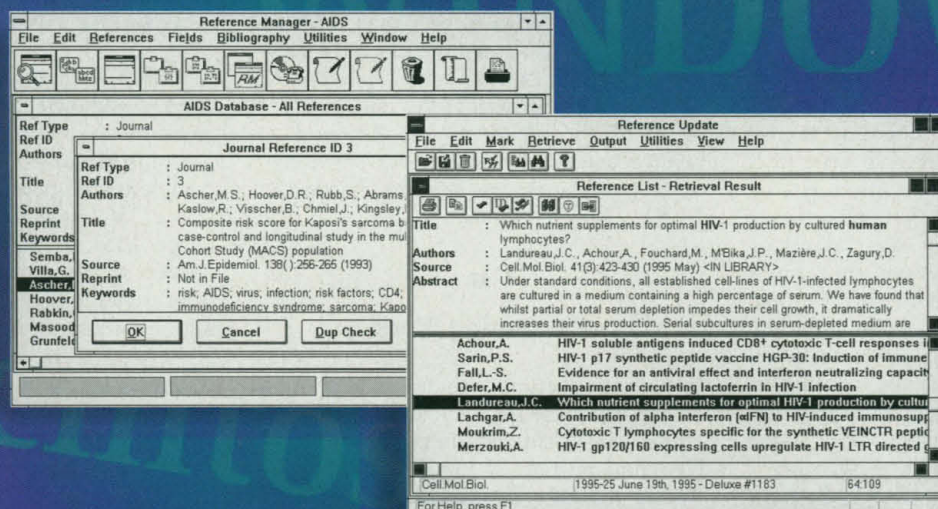 Reference Manager - AIDS
File Edit References Fields Bibliography Utilities Window Help
RM
AIDS Database - All References
Ref Type : Journal
Ref ID
Authors
Title
Source
Reprint
Keywords
Semba,
Villa,G.
Ascher,
Hoover,
Rabkin,
Masood
Grunfeld
Journal Reference ID 3
Ref Type : Journal
Ref ID : 3
Authors : Ascher,M.S.; Hoover,D.R.; Rubb,S.; Abrams
Kaslow,R.; Visscher,B.; Chmiel,J.; Kingsley,
Title : Composite risk score for Kaposi's sarcoma b
case-control and longitudinal study in the mul
Cohort Study (MACS) population
Source : Am.J.Epidemiol. 138( ):256-265 (1993)
Reprint : Not in File
Keywords : risk; AIDS; virus; infection; risk factors; CD4;
immunodeficiency syndrome; sarcoma; Kapo
OK Cancel Dup Check
Reference Update
File Edit Mark Retrieve Output Utilities View Help
Reference List - Retrieval Result
Title : Which nutrient supplements for optimal HIV-1 production by cultured human
lymphocytes?
Authors : Landureau,J.C., Achour,A., Fouchard,M., M'Bika,J.P., Mazière,J.C., Zagury,D.
Source : Cell.Mol.Biol. 41(3):423-430 (1995 May) <IN LIBRARY>
Abstract : Under standard conditions, all established cell-lines of HIV-1-infected lymphocytes
are cultured in a medium containing a high percentage of serum. We have found that
whilst partial or total serum depletion impedes their cell growth, it dramatically
increases their virus production. Serial subcultures in serum-depleted medium are
Achour,A. HIV-1 soluble antigens induced CD8+ cytotoxic T-cell responses i
Sarin,P.S. HIV-1 p17 synthetic peptide vaccine HGP-30: Induction of immune
Fall,L.-S. Evidence for an antiviral effect and interferon neutralizing capacit
Defer,M.C. Impairment of circulating lactoferrin in HIV-1 infection
Landureau,J.C. Which nutrient supplements for optimal HIV-1 production by cultur
Lachgar,A. Contribution of alpha interferon (αIFN) to HIV-induced immunosupp
Moukrim,Z. Cytotoxic T lymphocytes specific for the synthetic VEINCTR peptid
Merzouki,A. HIV-1 gp120/160 expressing cells upregulate HIV-1 LTR directed g
Cell.Mol.Biol. 1995-25 June 19th, 1995 - Deluxe #1183 64:109
For Help, press F1